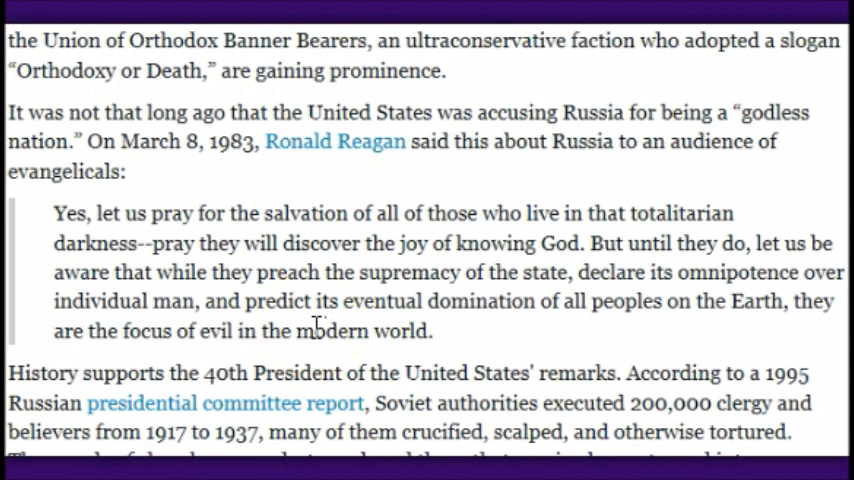 the Union of Orthodox Banner Bearers, an ultraconservative faction who adopted a slogan
“Orthodoxy or Death,” are gaining prominence.
It was not that long ago that the United States was accusing Russia for being a “godless
nation.” On March 8, 1983, Ronald Reagan said this about Russia to an audience of
evangelicals:
Yes, let us pray for the salvation of all of those who live in that totalitarian
darkness--pray they will discover the joy of knowing God. But until they do, let us be
aware that while they preach the supremacy of the state, declare its omnipotence over
individual man, and predict its eventual domination of all peoples on the Earth, they
are the focus of evil in the modern world.
History supports the 40th President of the United States' remarks. According to a 1995
Russian presidential committee report, Soviet authorities executed 200,000 clergy and
believers from 1917 to 1937, many of them crucified, scalped, and otherwise tortured.